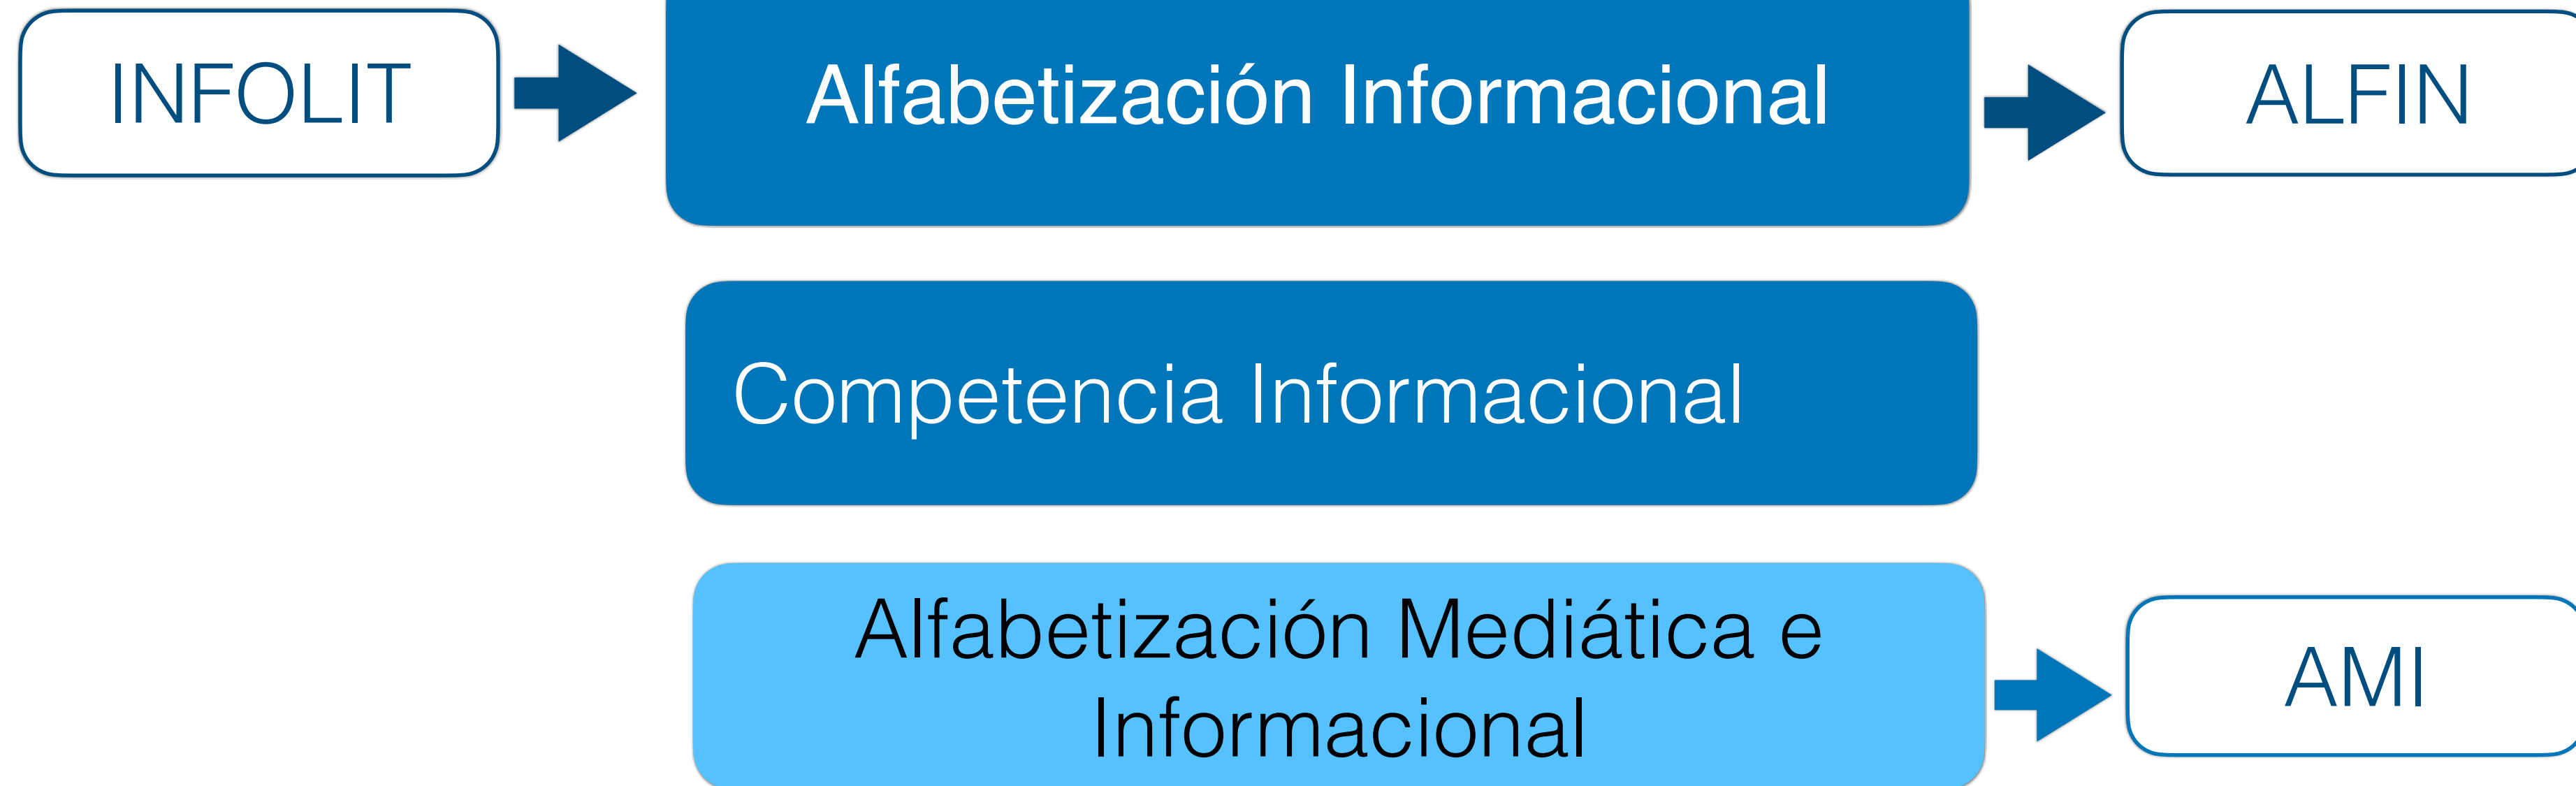 INFOLIT
Alfabetización Informacional
ALFIN
Competencia Informacional
Alfabetización Mediática e
Informacional
AMI